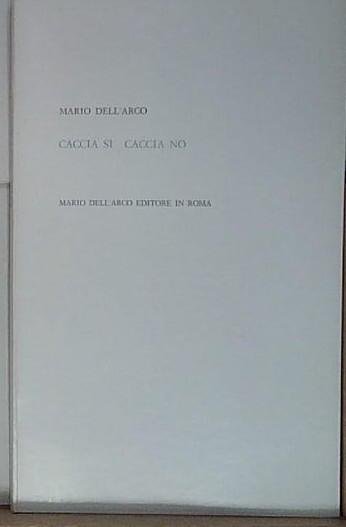 MARIO DELL'ARCO
CACCIA SI CACCIA NO
MARIO DELL'ARCO EDITORE IN ROMA